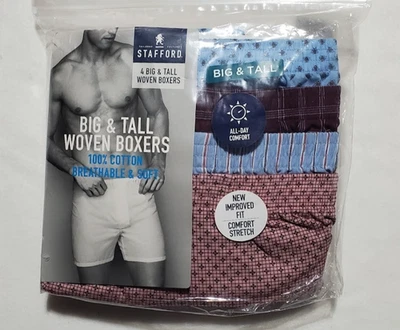 STAFFORD
4 BIG & TALL
WOVEN BOXERS
BIG & TALL
BIG & TALL
WOVEN BOXERS
100% COTTON
BREATHABLE & SOFT
ALL-DAY
COMFORT
NEW
IMPROVED
FIT
COMFORT
STRETCH